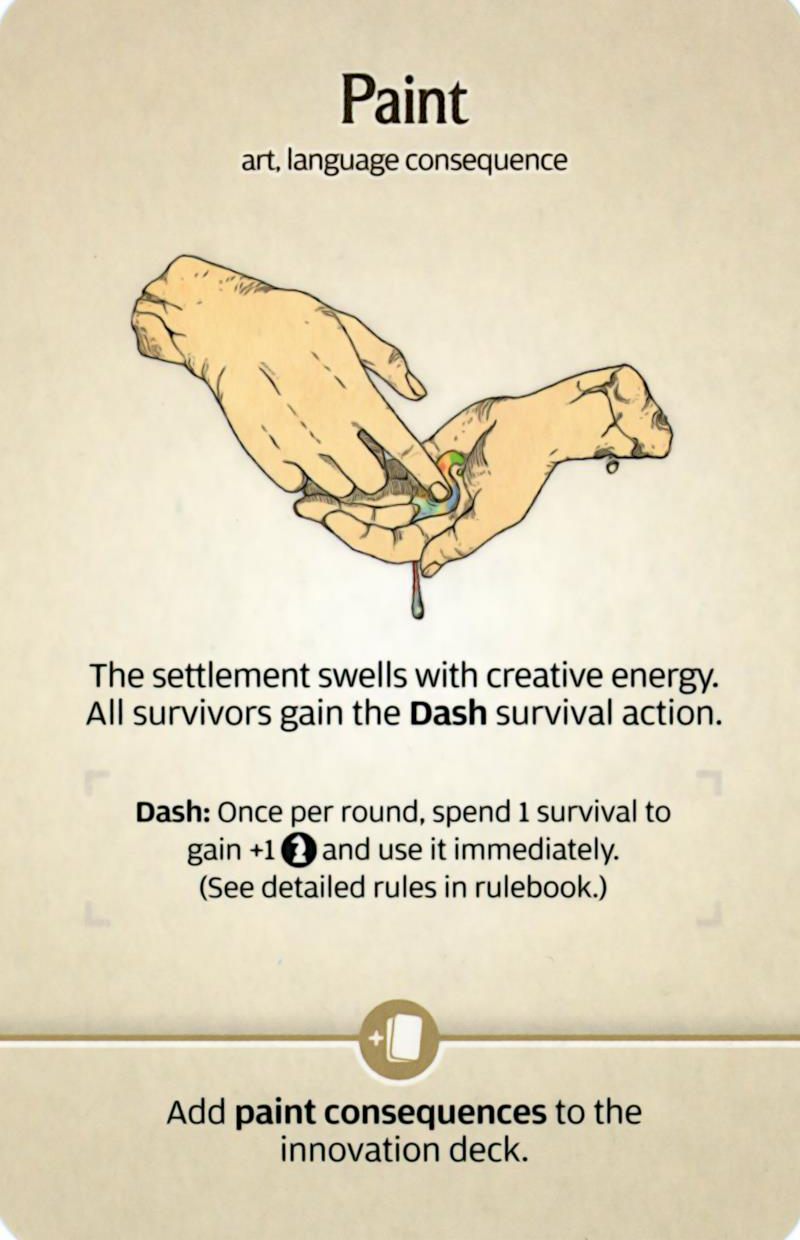 Paint
art, language consequence
The settlement swells with creative energy.
All survivors gain the Dash survival action.
Dash: Once per round, spend 1 survival to
gain +1 and use it immediately.
(See detailed rules in rulebook.)
+
Add paint consequences to the
innovation deck.